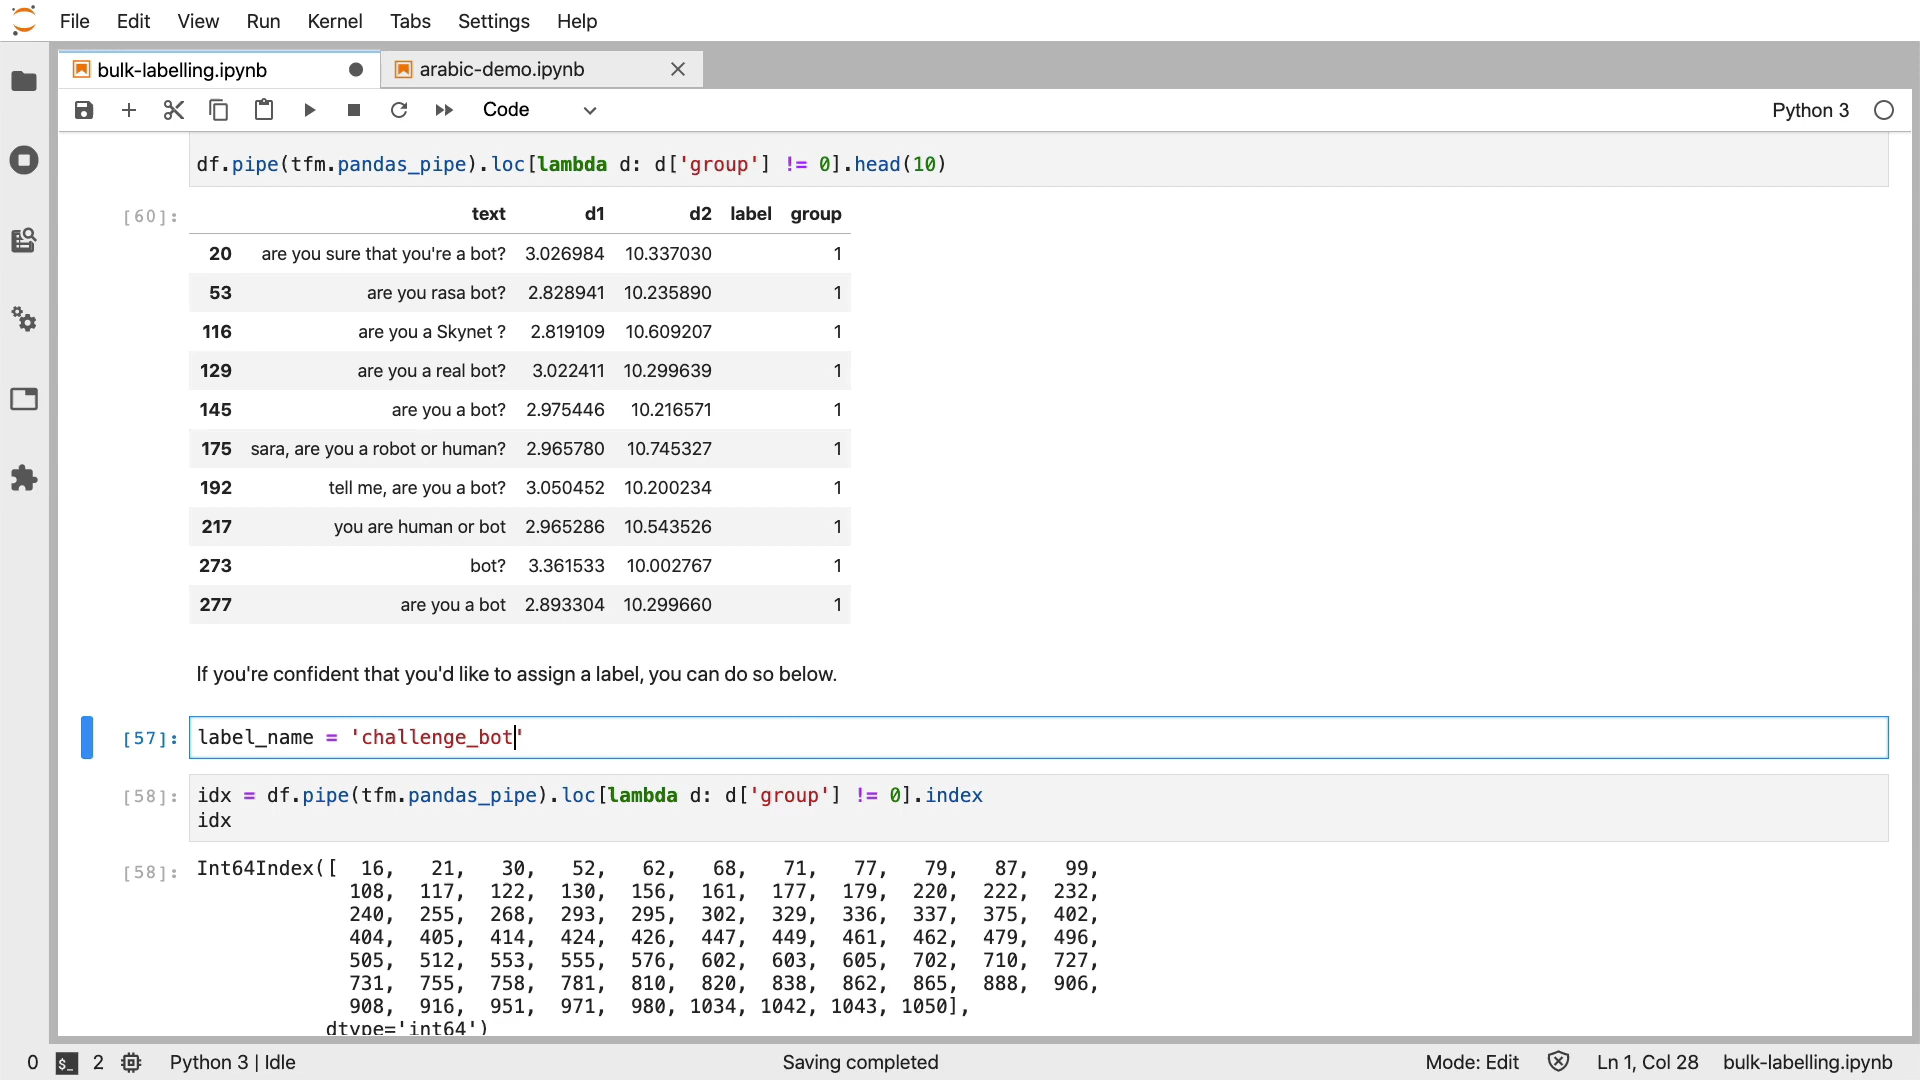 File Edit View Run Kernel Tabs Settings Help
bulk-labelling.ipynb arabic-demo.ipynb
Code Python 3
df.pipe(tfm.pandas_pipe).loc[lambda d: d['group'] != 0].head(10)
[60]: text d1 d2 label group
20 are you sure that you're a bot? 3.026984 10.337030 1
53 are you rasa bot? 2.828941 10.235890 1
116 are you a Skynet ? 2.819109 10.609207 1
129 are you a real bot? 3.022411 10.299639 1
145 are you a bot? 2.975446 10.216571 1
175 sara, are you a robot or human? 2.965780 10.745327 1
192 tell me, are you a bot? 3.050452 10.200234 1
217 you are human or bot 2.965286 10.543526 1
273 bot? 3.361533 10.002767 1
277 are you a bot 2.893304 10.299660 1
If you're confident that you'd like to assign a label, you can do so below.
[57]: label_name = 'challenge_bot'
[58]: idx = df.pipe(tfm.pandas_pipe).loc[lambda d: d['group'] != 0].index
idx
[58]: Int64Index([ 16, 21, 30, 52, 62, 68, 71, 77, 79, 87, 99,
108, 117, 122, 130, 156, 161, 177, 179, 220, 222, 232,
240, 255, 268, 293, 295, 302, 329, 336, 337, 375, 402,
404, 405, 414, 424, 426, 447, 449, 461, 462, 479, 496,
505, 512, 553, 555, 576, 602, 603, 605, 702, 710, 727,
731, 755, 758, 781, 810, 820, 838, 862, 865, 888, 906,
908, 916, 951, 971, 980, 1034, 1042, 1043, 1050],
dtype='int64')
0 $_ 2 Python 3 | Idle Saving completed Mode: Edit Ln 1, Col 28 bulk-labelling.ipynb